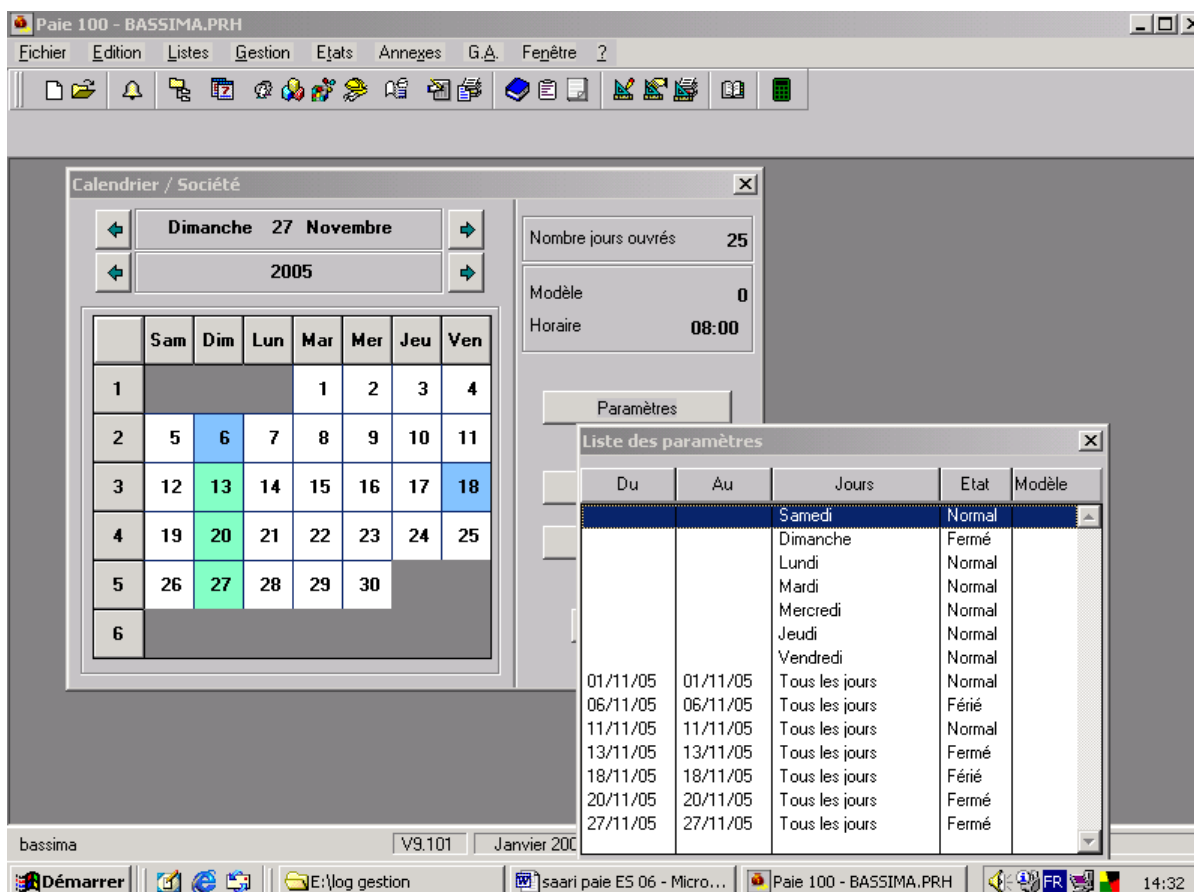 Paie 100 - BASSIMA.PRH
Fichier Edition Listes Gestion Etats Annexes G.A. Fenêtre ?
Calendrier / Société
Dimanche 27 Novembre
2005
Nombre jours ouvrés 25
Modèle 0
Horaire 08:00
Sam Dim Lun Mar Mer Jeu Ven
1 1 2 3 4
2 5 6 7 8 9 10 11
3 12 13 14 15 16 17 18
4 19 20 21 22 23 24 25
5 26 27 28 29 30
6
Paramètres
Liste des paramètres
Du Au Jours Etat Modèle
Samedi Normal
Dimanche Fermé
Lundi Normal
Mardi Normal
Mercredi Normal
Jeudi Normal
Vendredi Normal
01/11/05 01/11/05 Tous les jours Normal
06/11/05 06/11/05 Tous les jours Férié
11/11/05 11/11/05 Tous les jours Normal
13/11/05 13/11/05 Tous les jours Fermé
18/11/05 18/11/05 Tous les jours Férié
20/11/05 20/11/05 Tous les jours Fermé
27/11/05 27/11/05 Tous les jours Fermé
bassima V9.101 Janvier 200
Démarrer E:\log gestion saari paie ES 06 - Micro... Paie 100 - BASSIMA.PRH FR 14:32